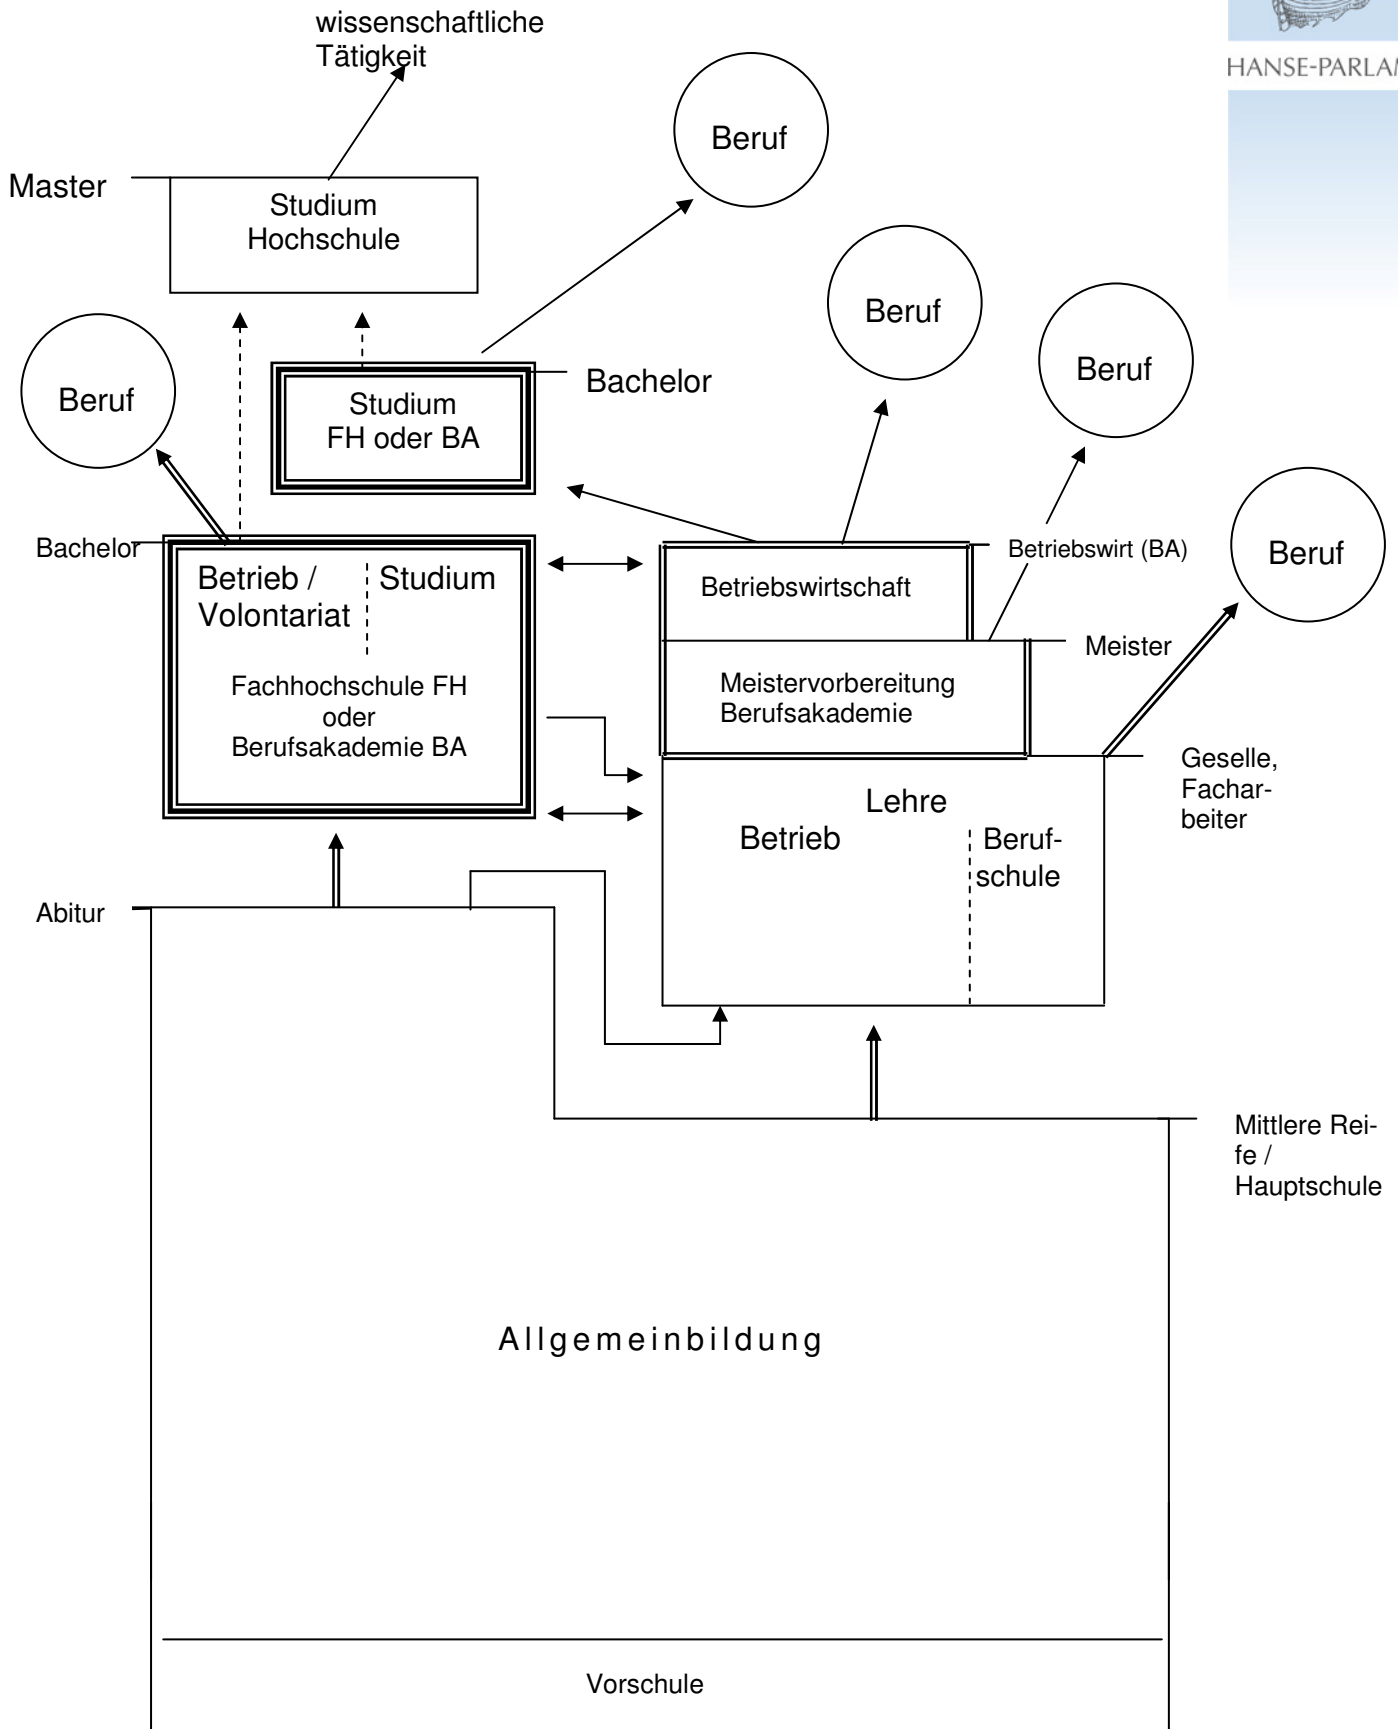 wissenschaftliche
Tätigkeit
HANSE-PARLAM
Beruf
Master
Studium
Hochschule
Beruf
Beruf
Beruf
Bachelor
Studium
FH oder BA
Beruf
Bachelor
Betrieb / Studium
Volontariat
Fachhochschule FH
oder
Berufsakademie BA
Betriebswirt (BA)
Betriebswirtschaft
Meister
Meistervorbereitung
Berufsakademie
Geselle,
Fachar-
beiter
Lehre
Betrieb Beruf-
schule
Abitur
Mittlere Rei-
fe /
Hauptschule
Allgemeinbildung
Vorschule